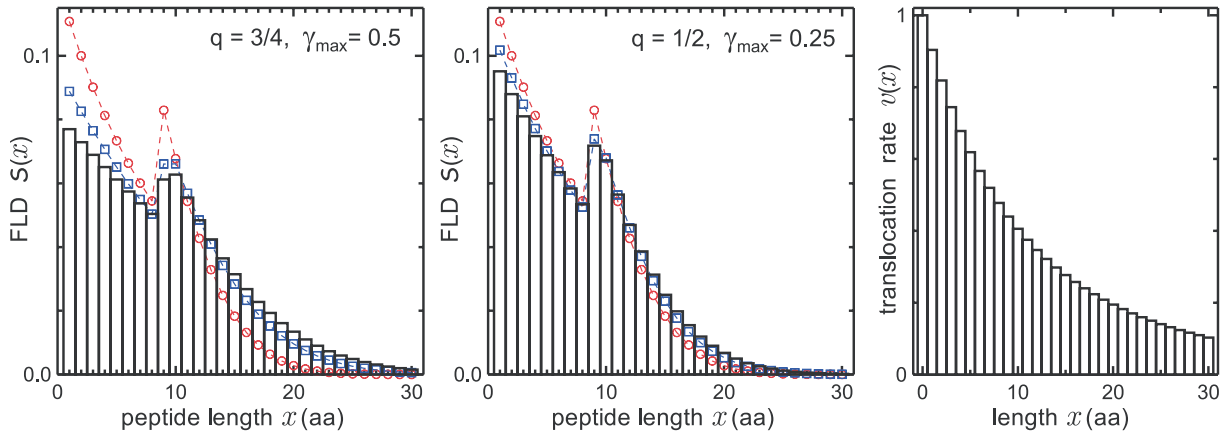 q = 3/4, γmax= 0.5
0.1
0.0
FLD S(x)
0 10 20 30
peptide length x (aa)
q = 1/2, γmax= 0.25
0.1
0.0
FLD S(x)
0 10 20 30
peptide length x (aa)
1
0
translocation rate v(x)
0 10 20 30
length x (aa)